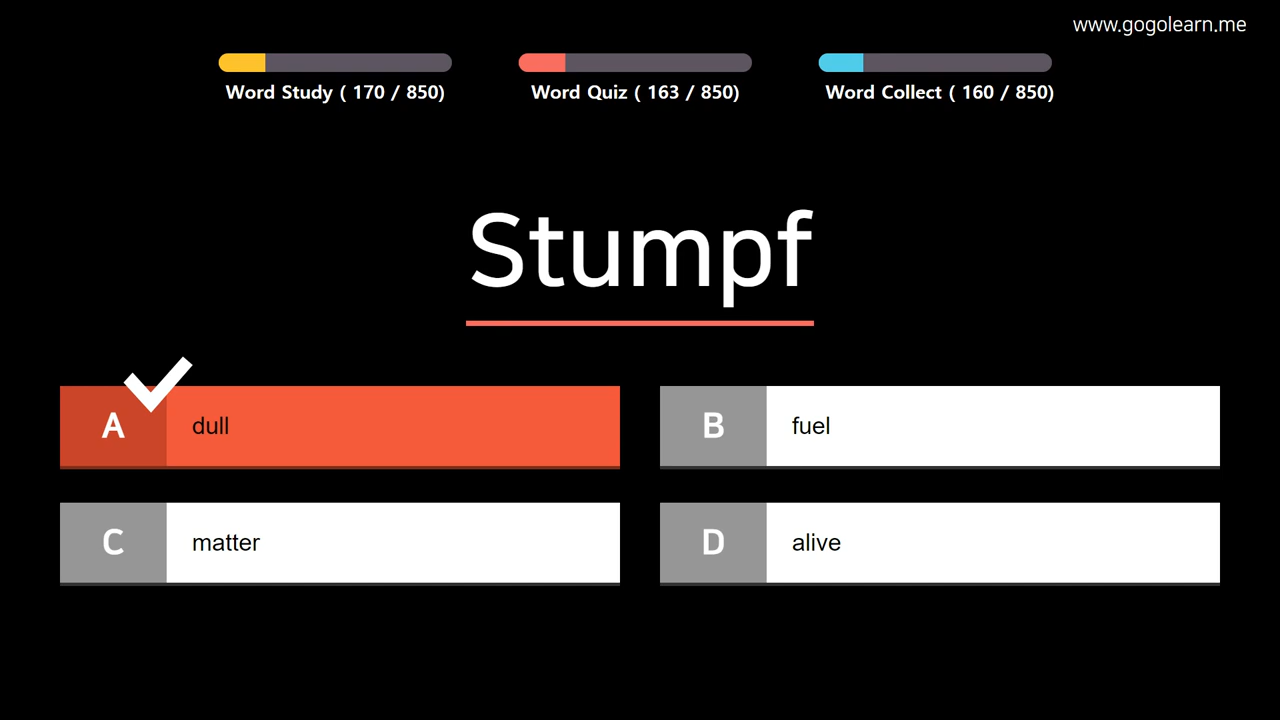 www.gogolearn.me
Word Study ( 170 / 850)
Word Quiz ( 163 / 850)
Word Collect ( 160 / 850)
Stumpf
A dull
B fuel
C matter
D alive